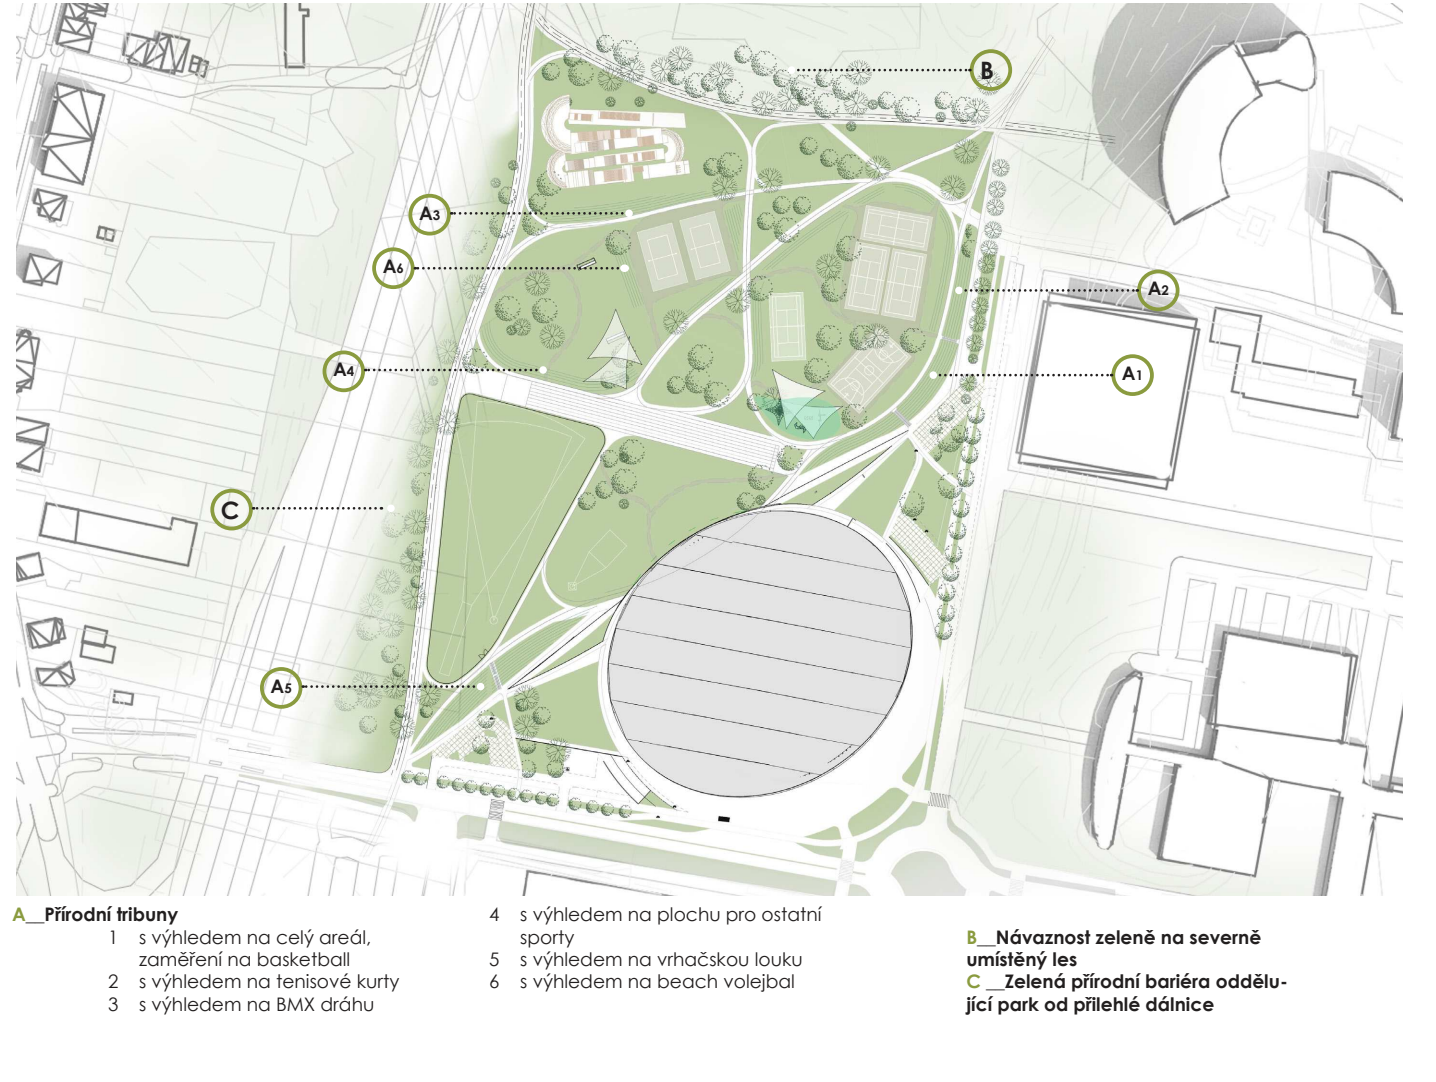 B
A3
A6
A2
A4
A1
C
A5
A__Přírodní tribuny
1 s výhledem na celý areál,
zaměření na basketball
2 s výhledem na tenisové kurty
3 s výhledem na BMX dráhu
4 s výhledem na plochu pro ostatní
sporty
5 s výhledem na vrhačskou louku
6 s výhledem na beach volejbal
B__Návaznost zeleně na severně
umístěný les
C __Zelená přírodní bariéra oddělu-
jící park od přilehlé dálnice